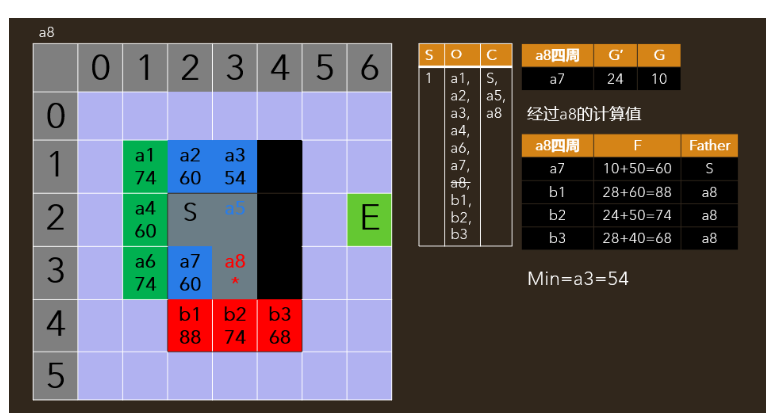 a8
0 1 2 3 4 5 6
0
1
a1 a2 a3
74 60 54
2
a4 S a5 E
60
3
a6 a7 a8
74 60 *
4
b1 b2 b3
88 74 68
5
S O C
1 a1, S,
a2, a5,
a3, a8
a4,
a6,
a7,
a8,
b1,
b2,
b3
a8四周 G' G
a7 24 10
经过a8的计算值
a8四周 F Father
a7 10+50=60 S
b1 28+60=88 a8
b2 24+50=74 a8
b3 28+40=68 a8
Min=a3=54